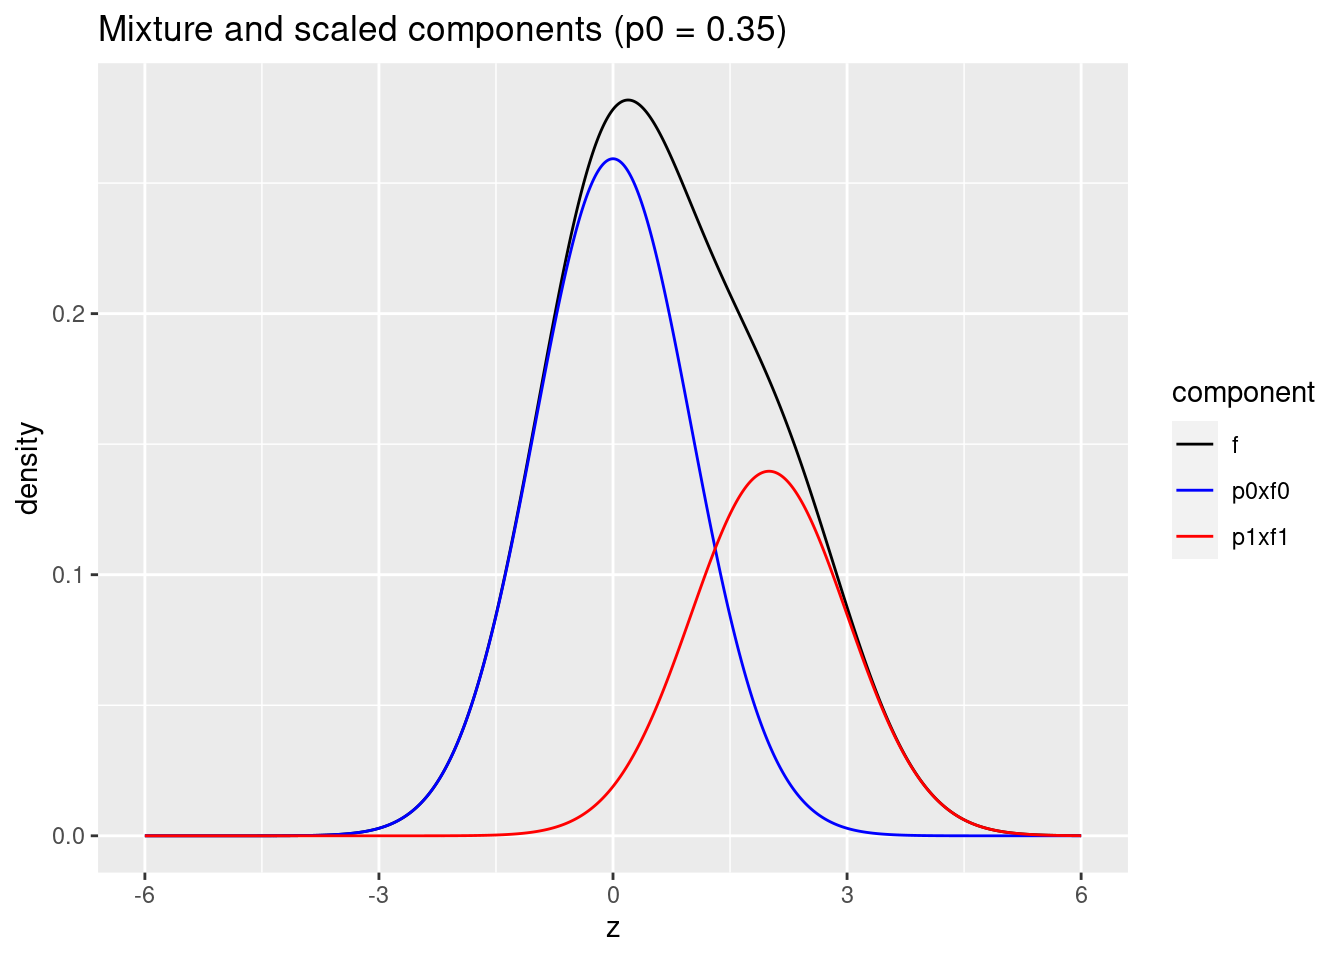 Mixture and scaled components (p0 = 0.35)
density
0.2
0.1
0.0
-6 -3 0 3 6
z
component
f
p0xf0
p1xf1